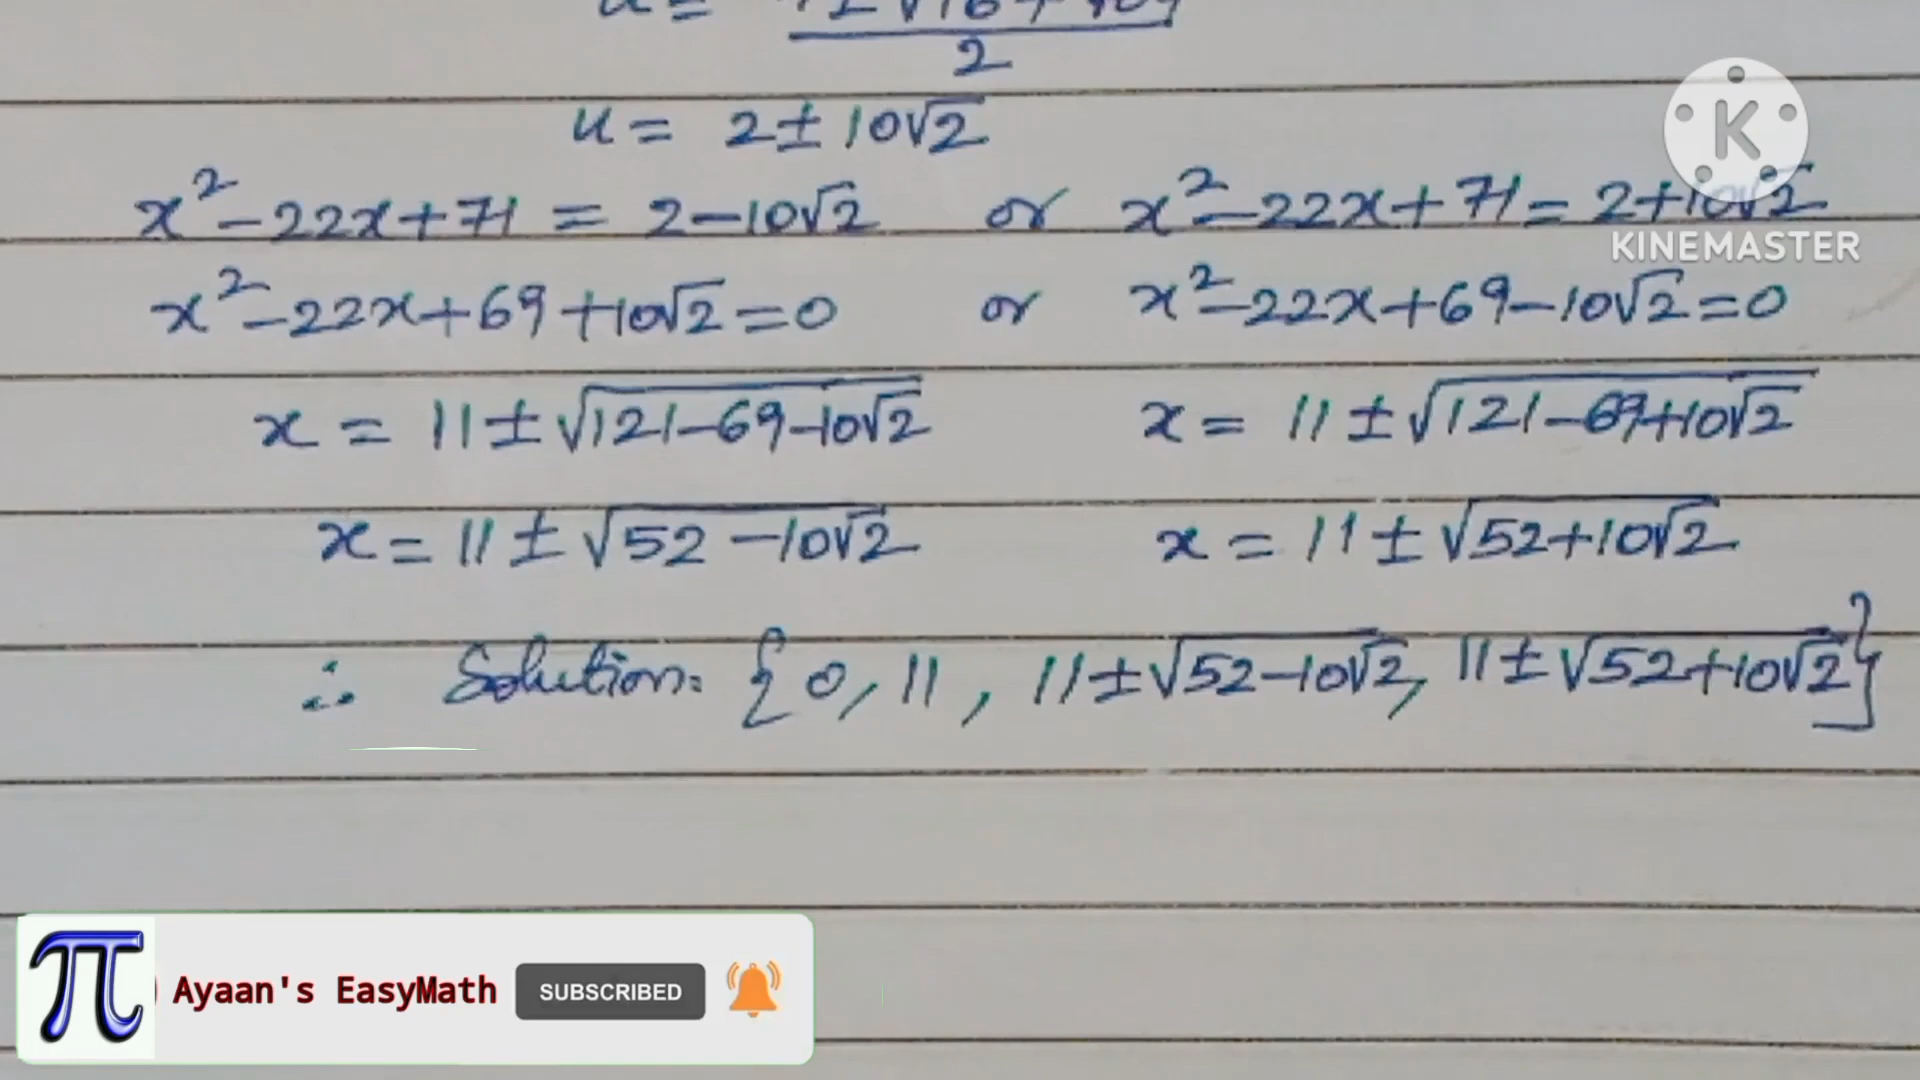 2
u = 2 ± 10√2
x² - 22x + 71 = 2 - 10√2 or x² - 22x + 71 = 2 + 10√2
x² - 22x + 69 + 10√2 = 0 or x² - 22x + 69 - 10√2 = 0
x = 11 ± √(121 - 69 - 10√2) x = 11 ± √(121 - 69 + 10√2)
x = 11 ± √(52 - 10√2) x = 11 ± √(52 + 10√2)
∴ Solution: {0, 11, 11 ± √(52 - 10√2), 11 ± √(52 + 10√2)}
K
KINEMASTER
π Ayaan's EasyMath SUBSCRIBED